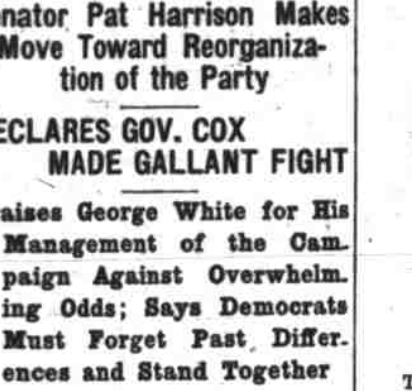 nator Pat Harrison Makes
Move Toward Reorganiza-
tion of the Party
ECLARES GOV. COX
MADE GALLANT FIGHT
aises George White for His
Management of the Cam-
paign Against Overwhelm-
ing Odds; Says Democrats
Must Forget Past Differ-
ences and Stand Together
T